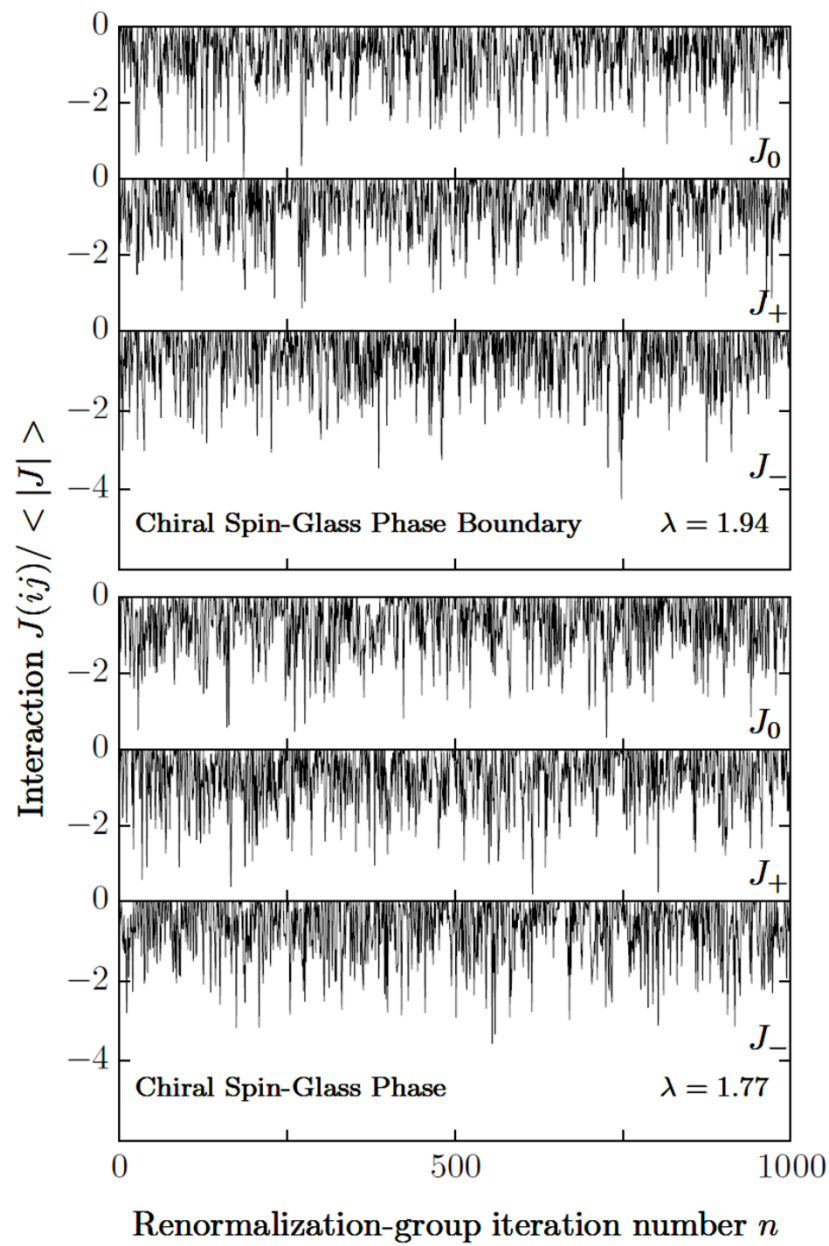 0
−2
J₀
0
−2
J₊
0
−2
J₋
−4
Chiral Spin-Glass Phase Boundary λ = 1.94
0
−2
J₀
0
−2
J₊
0
−2
J₋
−4
Chiral Spin-Glass Phase λ = 1.77
0 500 1000
Renormalization-group iteration number n
Interaction J(ij)/ < |J| >